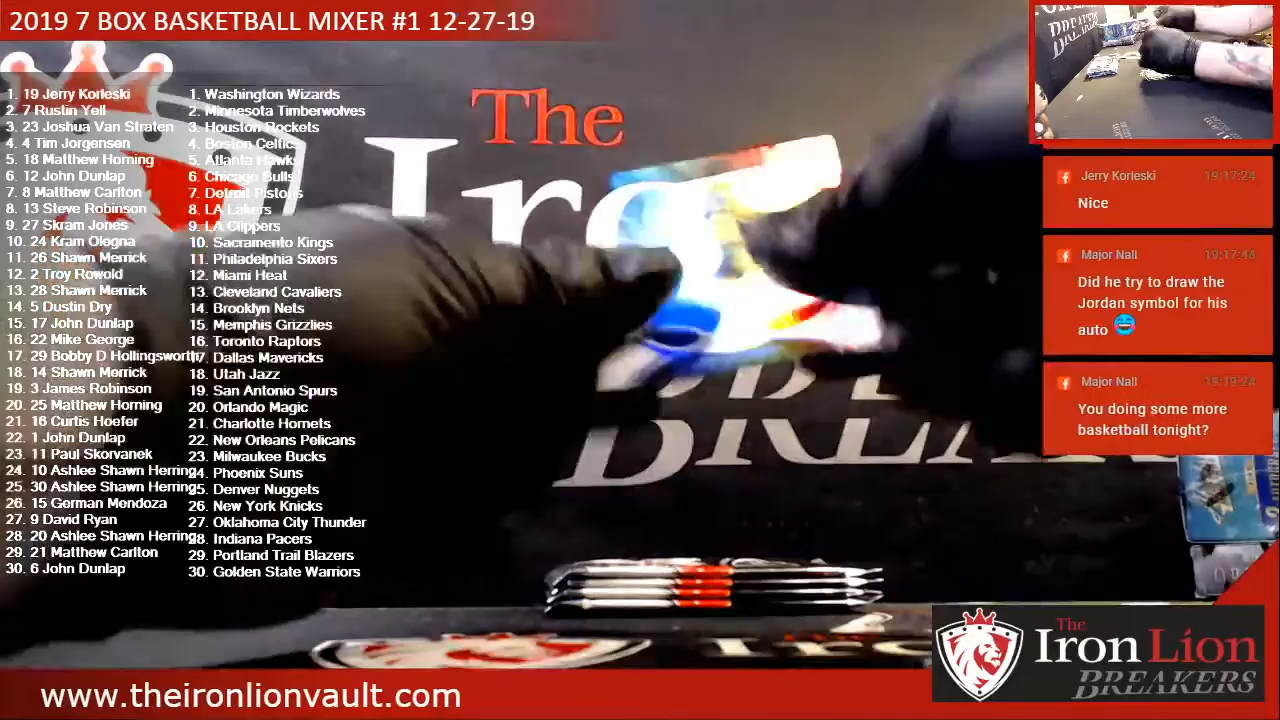 2019 7 BOX BASKETBALL MIXER #1 12-27-19
1. 19 Jerry Korleski
2. 7 Rustin Yell
3. 23 Joshua Van Straten
4. 4 Tim Jorgensen
5. 18 Matthew Horning
6. 12 John Dunlap
7. 8 Matthew Carlton
8. 13 Steve Robinson
9. 27 Skram Jones
10. 24 Kram Olegna
11. 26 Shawn Merrick
12. 2 Troy Rowold
13. 28 Shawn Merrick
14. 5 Dustin Dry
15. 17 John Dunlap
16. 22 Mike George
17. 29 Bobby D Hollingsworth
18. 14 Shawn Merrick
19. 3 James Robinson
20. 25 Matthew Horning
21. 16 Curtis Hoefer
22. 1 John Dunlap
23. 11 Paul Skorvanek
24. 10 Ashlee Shawn Herring
25. 30 Ashlee Shawn Herring
26. 15 German Mendoza
27. 9 David Ryan
28. 20 Ashlee Shawn Herring
29. 21 Matthew Carlton
30. 6 John Dunlap
1. Washington Wizards
2. Minnesota Timberwolves
3. Houston Rockets
4. Boston Celtics
5. Atlanta Hawks
6. Chicago Bulls
7. Detroit Pistons
8. LA Lakers
9. LA Clippers
10. Sacramento Kings
11. Philadelphia Sixers
12. Miami Heat
13. Cleveland Cavaliers
14. Brooklyn Nets
15. Memphis Grizzlies
16. Toronto Raptors
17. Dallas Mavericks
18. Utah Jazz
19. San Antonio Spurs
20. Orlando Magic
21. Charlotte Hornets
22. New Orleans Pelicans
23. Milwaukee Bucks
24. Phoenix Suns
25. Denver Nuggets
26. New York Knicks
27. Oklahoma City Thunder
28. Indiana Pacers
29. Portland Trail Blazers
30. Golden State Warriors
The
Iro
BREA
Jerry Korleski 19:17:24
Nice
Major Nall 19:17:44
Did he try to draw the
Jordan symbol for his
auto 😂
Major Nall 19:19:24
You doing some more
basketball tonight?
The
Iron Lion
BREAKERS
www.theironlionvault.com